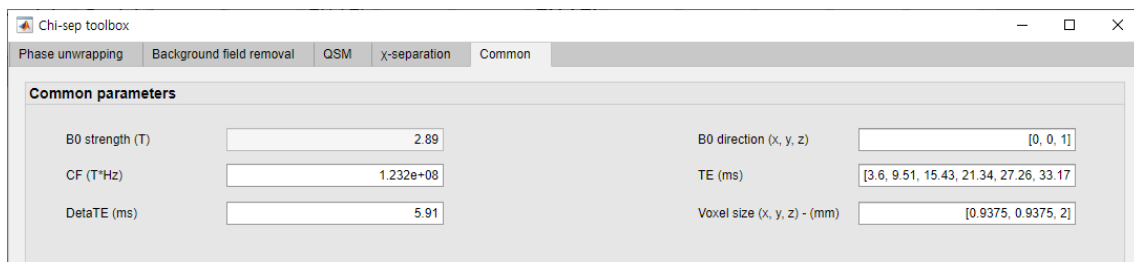 Chi-sep toolbox
Phase unwrapping Background field removal QSM χ-separation Common
Common parameters
B0 strength (T) 2.89 B0 direction (x, y, z) [0, 0, 1]
CF (T*Hz) 1.232e+08 TE (ms) [3.6, 9.51, 15.43, 21.34, 27.26, 33.17
DetaTE (ms) 5.91 Voxel size (x, y, z) - (mm) [0.9375, 0.9375, 2]